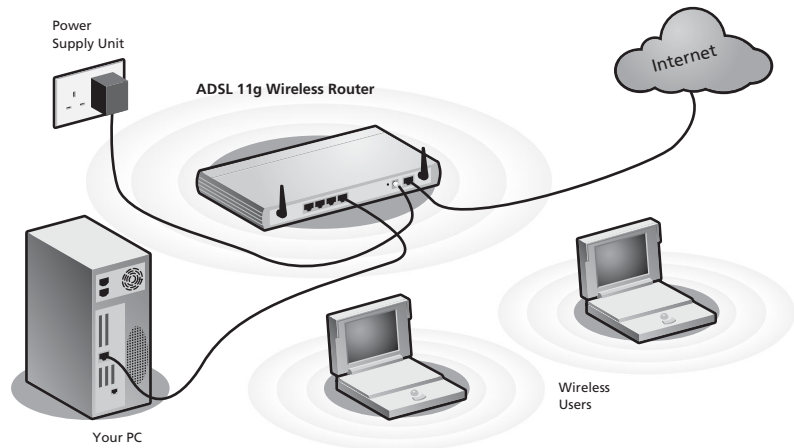 Power
Supply Unit
ADSL 11g Wireless Router
Internet
Wireless
Users
Your PC